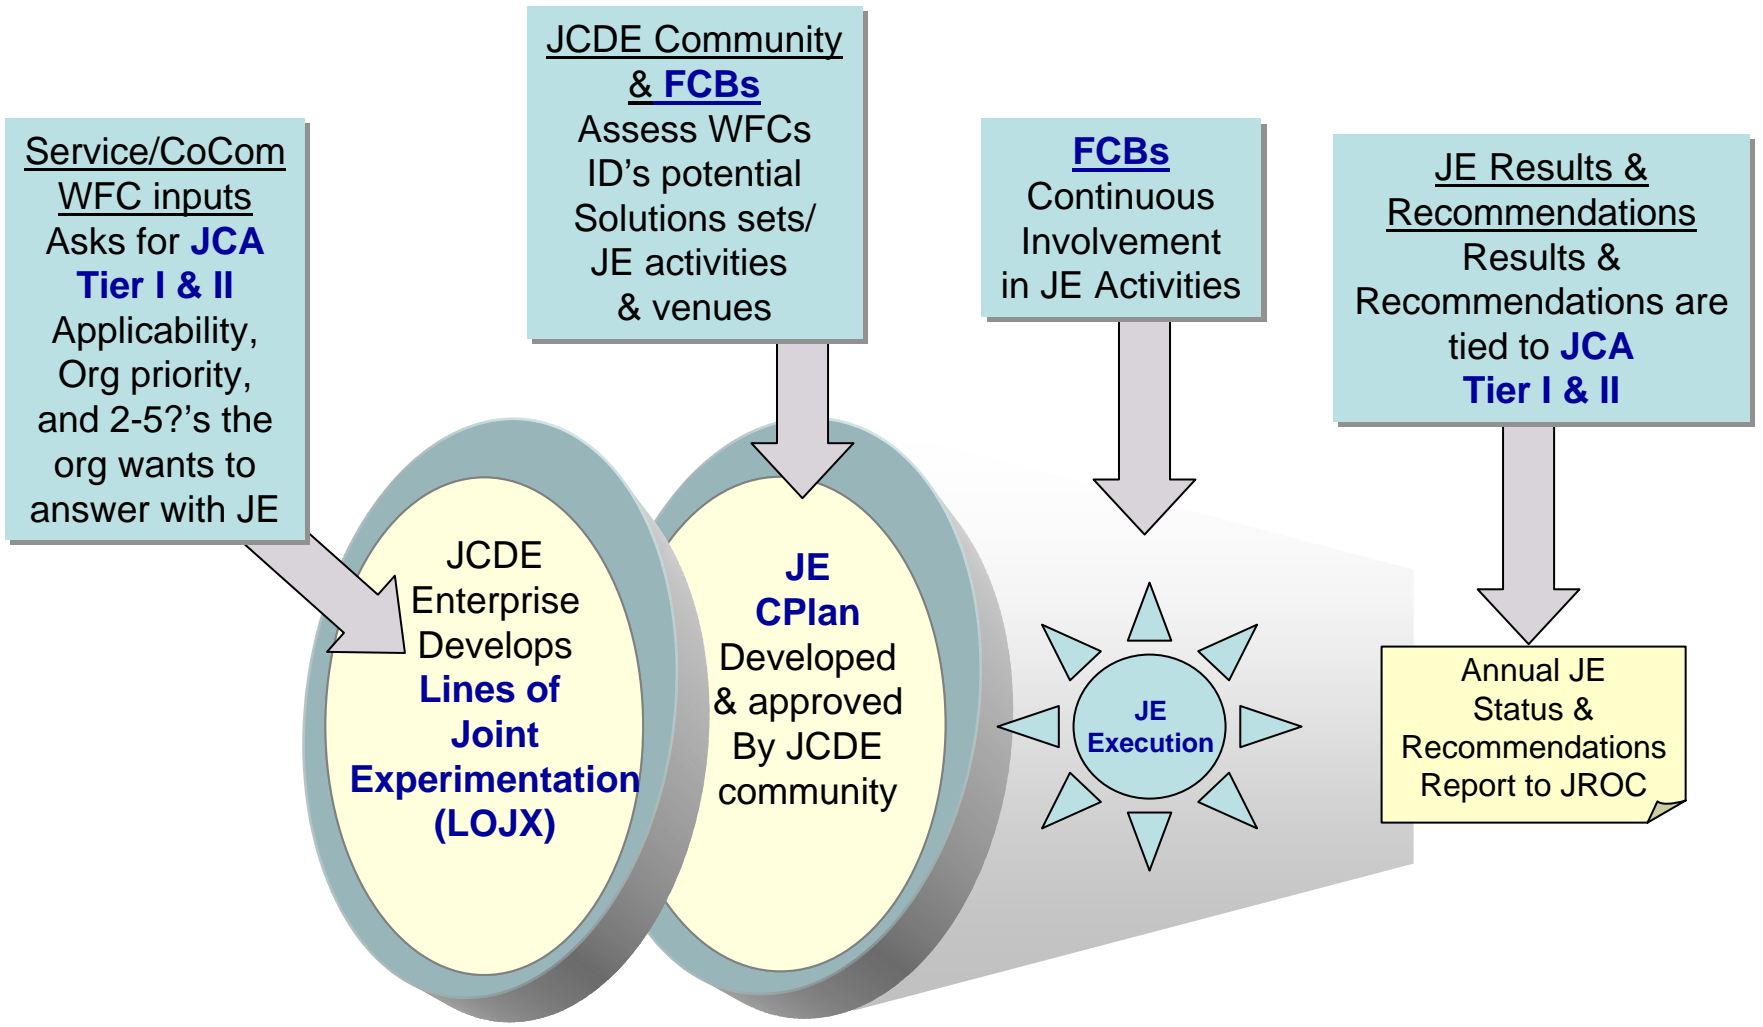 Service/CoCom
WFC inputs
Asks for JCA
Tier I & II
Applicability,
Org priority,
and 2-5?'s the
org wants to
answer with JE
JCDE Community
& FCBs
Assess WFCs
ID’s potential
Solutions sets/
JE activities
& venues
FCBs
Continuous
Involvement
in JE Activities
JE Results &
Recommendations
Results &
Recommendations are
tied to JCA
Tier I & II
JCDE
Enterprise
Develops
Lines of
Joint
Experimentation
(LOJX)
JE
CPlan
Developed
& approved
By JCDE
community
JE
Execution
Annual JE
Status &
Recommendations
Report to JROC